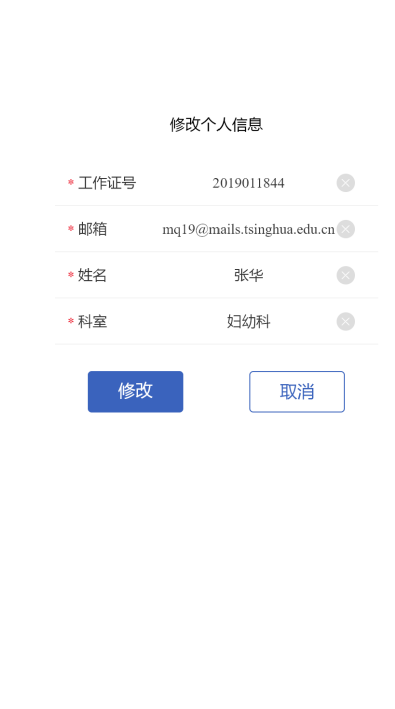 修改个人信息
* 工作证号 2019011844
* 邮箱 mq19@mails.tsinghua.edu.cn
* 姓名 张华
* 科室 妇幼科
修改 取消